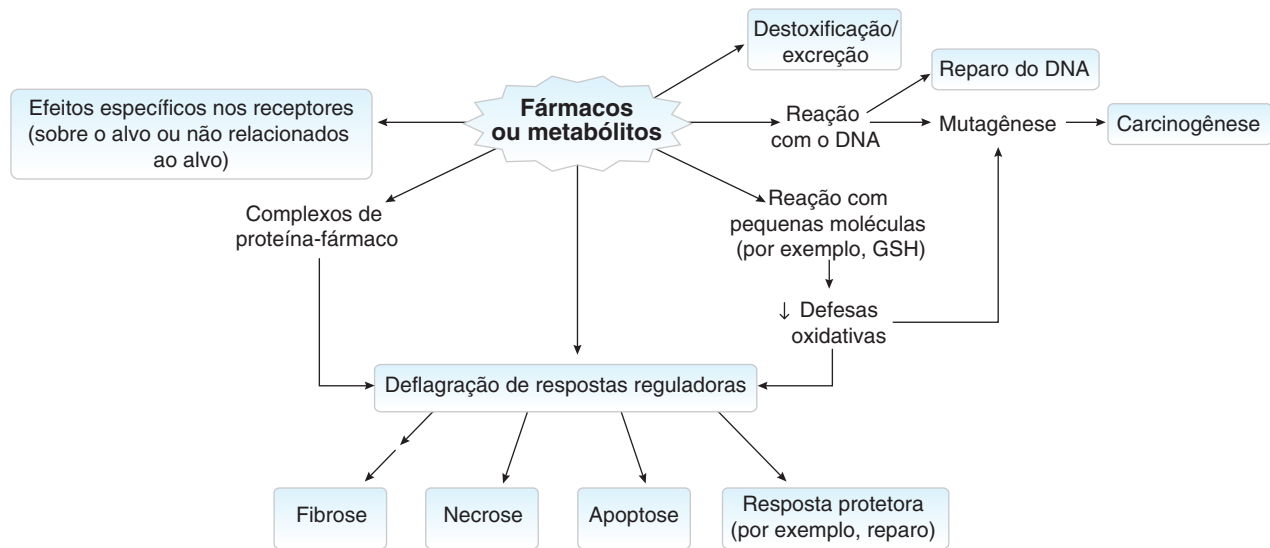 Destoxificação/
excreção
Reparo do DNA
Efeitos específicos nos receptores
(sobre o alvo ou não relacionados
ao alvo)
Fármacos
ou metabólitos
Reação
com o DNA
Mutagênese
Carcinogênese
Complexos de
proteína-fármaco
Reação com
pequenas moléculas
(por exemplo, GSH)
↓ Defesas
oxidativas
Deflagração de respostas reguladoras
Fibrose
Necrose
Apoptose
Resposta protetora
(por exemplo, reparo)